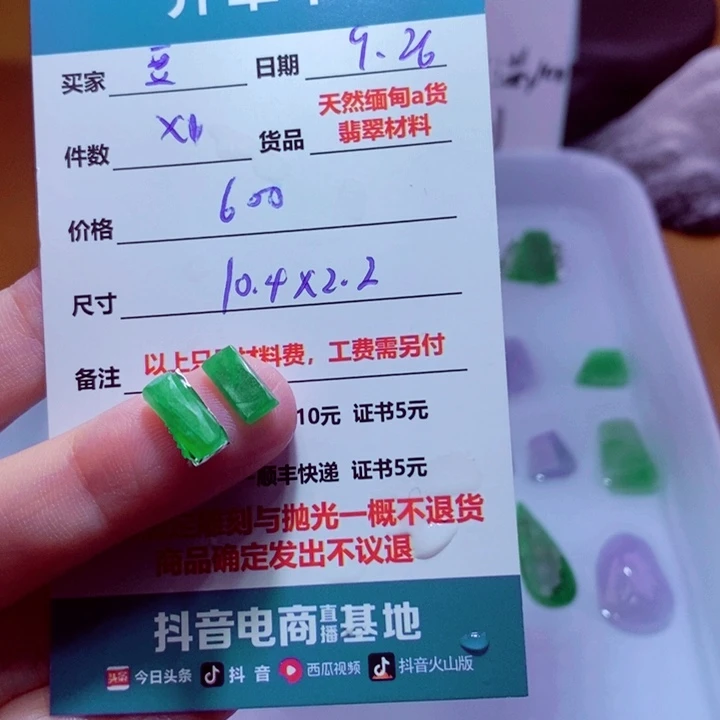 买家 豆 日期 9.26
件数 X1 货品 天然缅甸a货
翡翠材料
价格 600
尺寸 10.4X2.2
备注 以上只 材料费，工费需另付
10元 证书5元
顺丰快递 证书5元
刻与抛光一概不退货
商品确定发出不议退
抖音电商直播基地
头条 今日头条 抖音 西瓜视频 抖音火山版